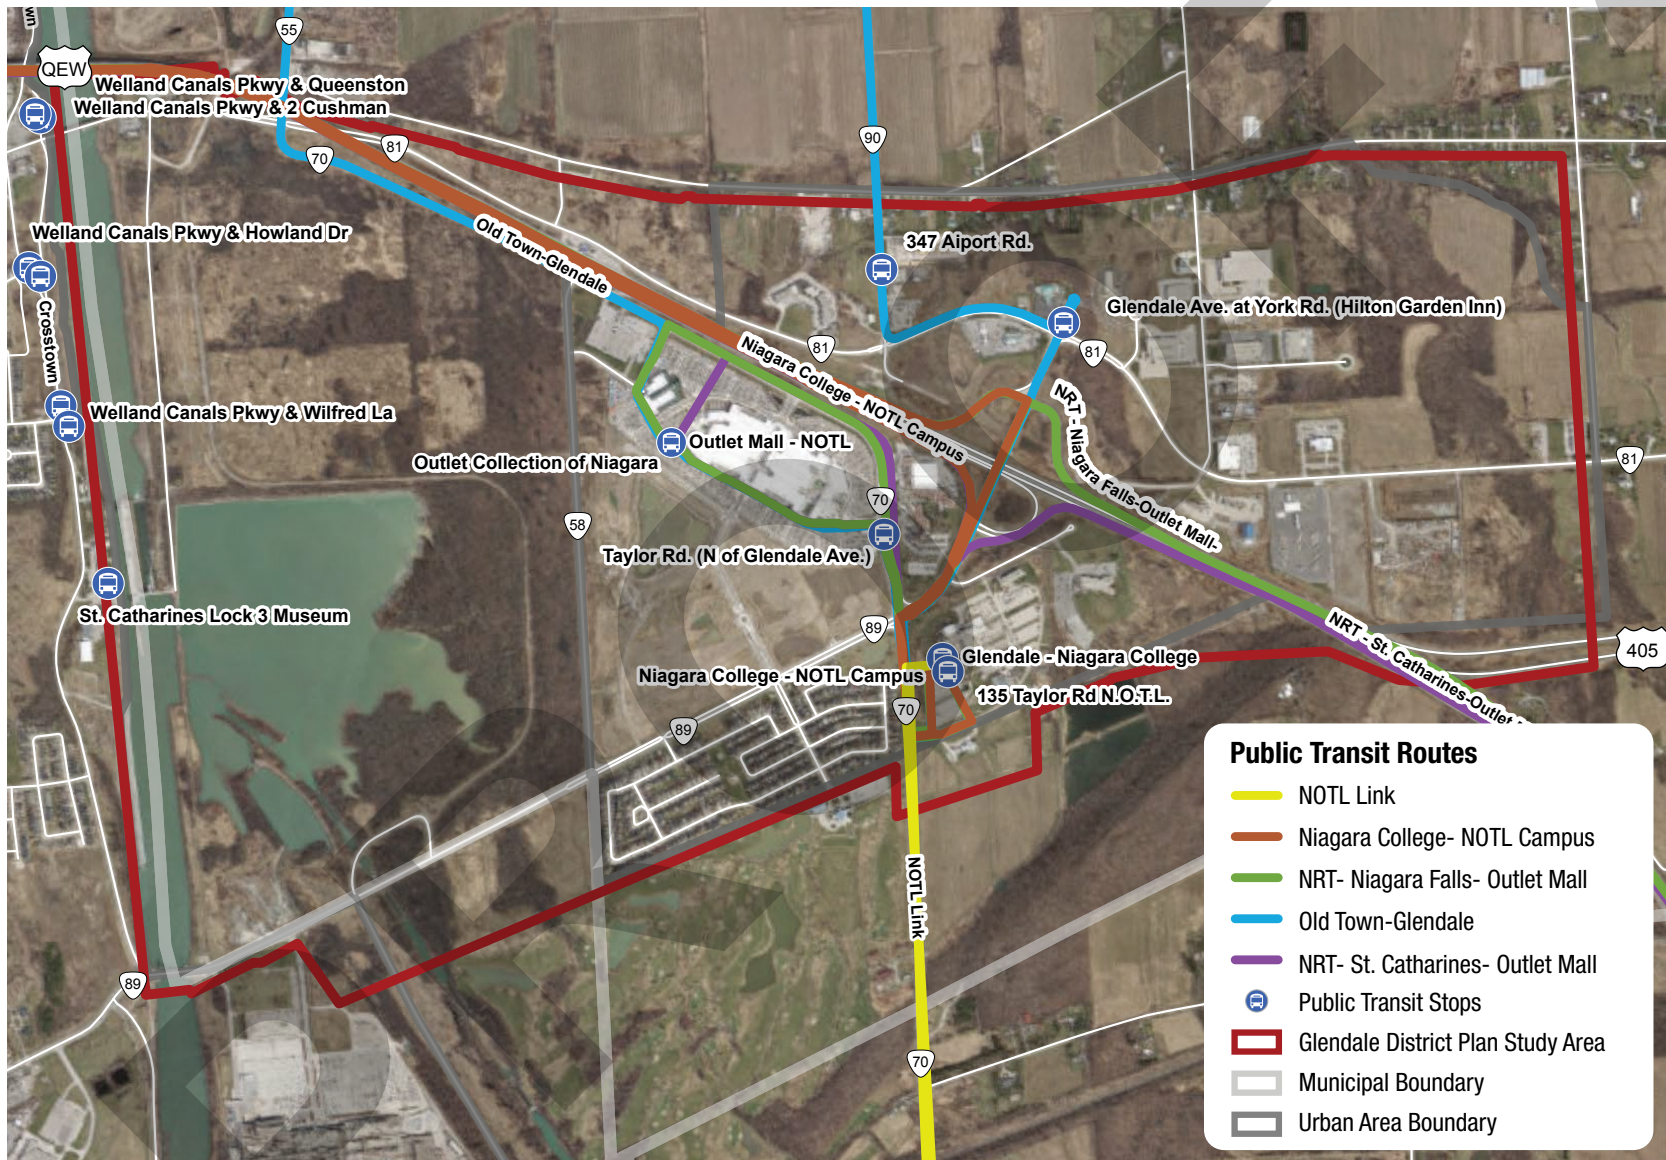 wn
55
QEW
Welland Canals Pkwy & Queenston
Welland Canals Pkwy & 2 Cushman
90
81
70
Welland Canals Pkwy & Howland Dr
Old Town-Glendale
347 Aiport Rd.
Crosstown
Glendale Ave. at York Rd. (Hilton Garden Inn)
81
81
Niagara College - NOTL Campus
NRT - Niagara Falls-Outlet Mall-
Welland Canals Pkwy & Wilfred La
Outlet Mall - NOTL
Outlet Collection of Niagara
81
70
58
Taylor Rd. (N of Glendale Ave.)
St. Catharines Lock 3 Museum
89
NRT - St. Catharines-Outlet
405
Glendale - Niagara College
Niagara College - NOTL Campus
135 Taylor Rd N.O.T.L.
70
89
NOTL Link
89
70
Public Transit Routes
NOTL Link
Niagara College- NOTL Campus
NRT- Niagara Falls- Outlet Mall
Old Town-Glendale
NRT- St. Catharines- Outlet Mall
Public Transit Stops
Glendale District Plan Study Area
Municipal Boundary
Urban Area Boundary